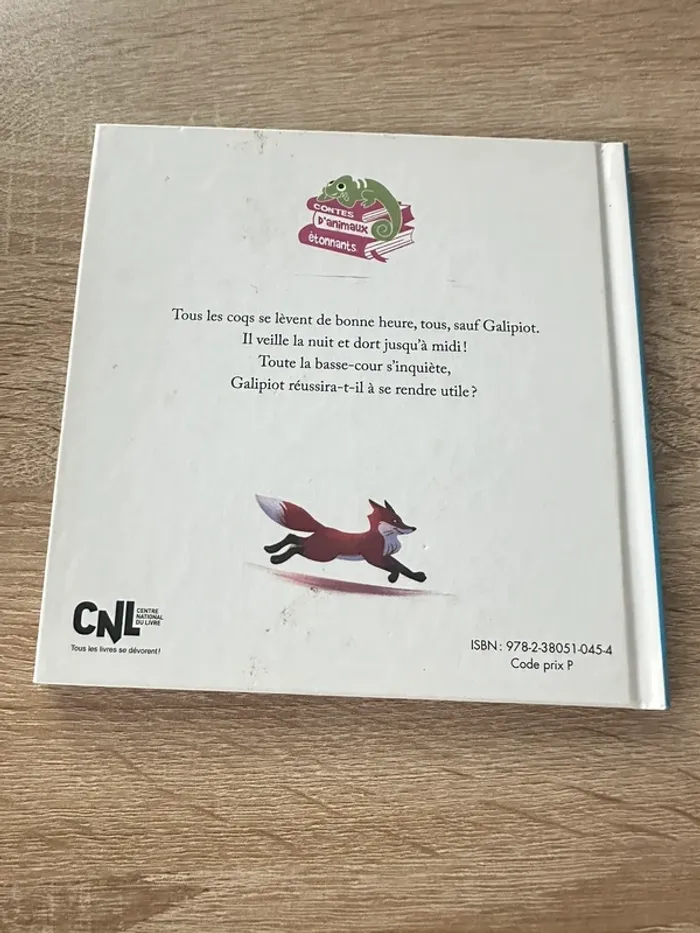 CONTES
D'animaux
étonnants
Tous les coqs se lèvent de bonne heure, tous, sauf Galipiot.
Il veille la nuit et dort jusqu'à midi !
Toute la basse-cour s'inquiète,
Galipiot réussira-t-il à se rendre utile ?
CNL
CENTRE
NATIONAL
DU LIVRE
Tous les livres se dévorent!
ISBN : 978-2-38051-045-4
Code prix P